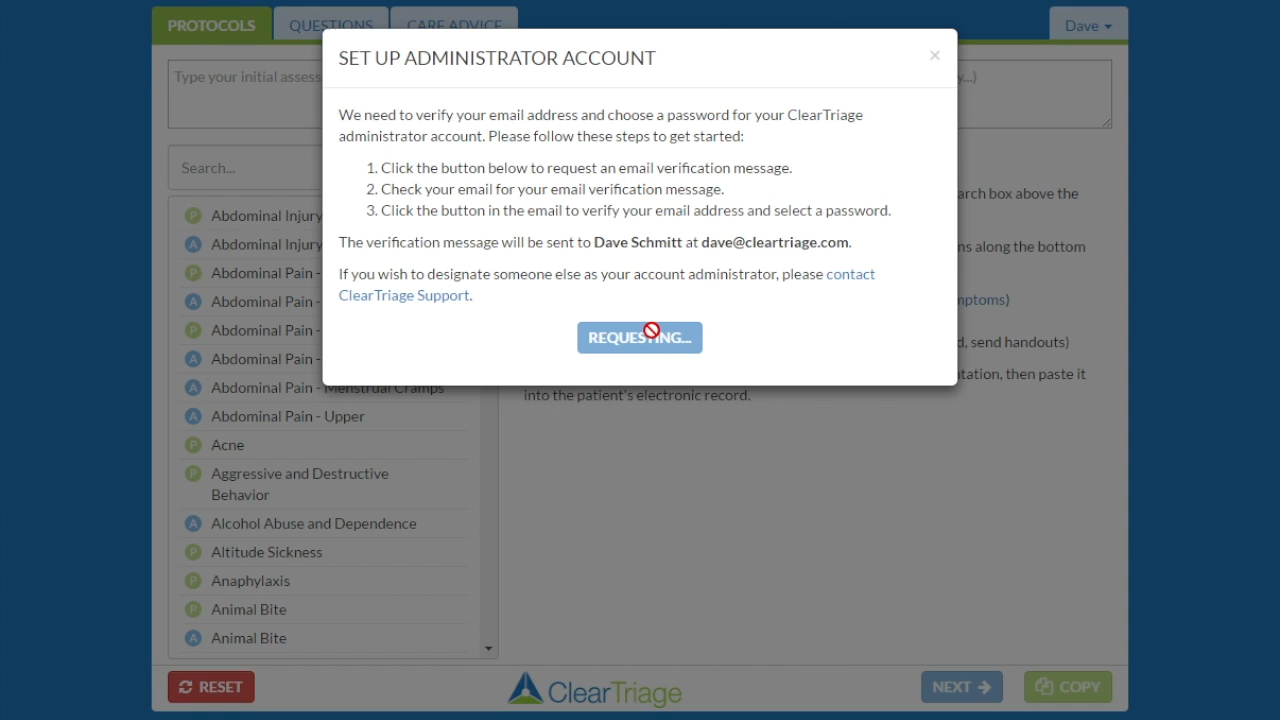 PROTOCOLS
QUESTIONS
CARE ADVICE
Dave
Type your initial assess
y...)
SET UP ADMINISTRATOR ACCOUNT
×
We need to verify your email address and choose a password for your ClearTriage
administrator account. Please follow these steps to get started:
1. Click the button below to request an email verification message.
2. Check your email for your email verification message.
3. Click the button in the email to verify your email address and select a password.
The verification message will be sent to Dave Schmitt at dave@cleartriage.com.
If you wish to designate someone else as your account administrator, please contact
ClearTriage Support.
REQUESTING...
Search...
P Abdominal Injury
A Abdominal Injury
P Abdominal Pain -
A Abdominal Pain -
P Abdominal Pain -
A Abdominal Pain -
A Abdominal Pain - Menstrual Cramps
A Abdominal Pain - Upper
P Acne
P Aggressive and Destructive
Behavior
A Alcohol Abuse and Dependence
P Altitude Sickness
P Anaphylaxis
P Animal Bite
A Animal Bite
arch box above the
ns along the bottom
mptoms)
d, send handouts)
tation, then paste it
into the patient's electronic record.
RESET
ClearTriage
NEXT
COPY